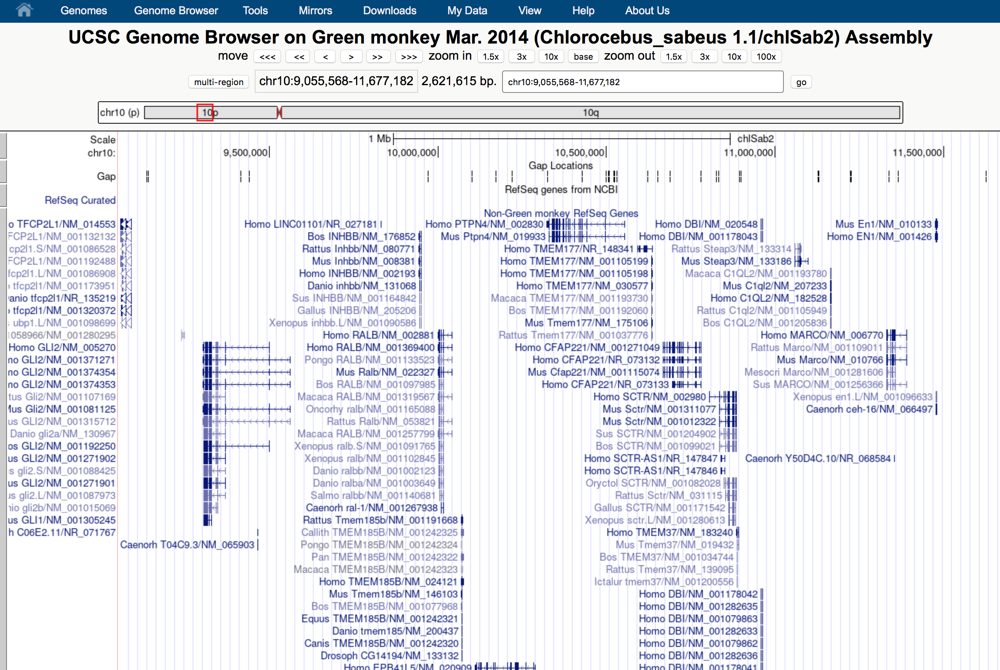 Genomes Genome Browser Tools Mirrors Downloads My Data View Help About Us
UCSC Genome Browser on Green monkey Mar. 2014 (Chlorocebus_sabeus 1.1/chlSab2) Assembly
move <<< << < > >> >>> zoom in 1.5x 3x 10x base zoom out 1.5x 3x 10x 100x
multi-region chr10:9,055,568-11,677,182 2,621,615 bp. chr10:9,055,568-11,677,182 go
chr10 (p) 10p 10q
Scale 1 Mb chlSab2
chr10: 9,500,000 10,000,000 10,500,000 11,000,000 11,500,000
Gap Locations
Gap
RefSeq genes from NCBI
RefSeq Curated
Non-Green monkey RefSeq Genes
o TFCP2L1/NM_014553 Homo LINC01101/NR_027181 Homo PTPN4/NM_002830 Homo DBI/NM_020548 Mus En1/NM_010133
FCP2L1/NM_001132132 Bos INHBB/NM_176852 Mus Ptpn4/NM_019933 Homo DBI/NM_001178043 Homo EN1/NM_001426
cp2l1.S/NM_001086528 Rattus Inhbb/NM_080771 Homo TMEM177/NR_148341 Rattus Steap3/NM_133314
FCP2L1/NM_001192488 Mus Inhbb/NM_008381 Homo TMEM177/NM_001105199 Mus Steap3/NM_133186
fcp2l1.L/NM_001086908 Homo INHBB/NM_002193 Homo TMEM177/NM_001105198 Macaca C1QL2/NM_001193780
tfcp2l1/NM_001173951 Danio inhbb/NM_131068 Homo TMEM177/NM_030577 Mus C1ql2/NM_207233
anio tfcp2l1/NR_135219 Sus INHBB/NM_001164842 Macaca TMEM177/NM_001193730 Homo C1QL2/NM_182528
tfcp2l1/NM_001320372 Gallus INHBB/NM_205206 Bos TMEM177/NM_001192060 Rattus C1ql2/NM_001105949
ubp1.L/NM_001098699 Xenopus inhbb.L/NM_001090586 Mus Tmem177/NM_175106 Bos C1QL2/NM_001205836
058966/NM_001280295 Homo RALB/NM_002881 Rattus Tmem177/NM_001037776 Homo MARCO/NM_006770
Homo GLI2/NM_005270 Homo RALB/NM_001369400 Homo CFAP221/NM_001271049 Rattus Marco/NM_001109011
no GLI2/NM_001371271 Pongo RALB/NM_001133523 Homo CFAP221/NR_073132 Mus Marco/NM_010766
no GLI2/NM_001374354 Mus Ralb/NM_022327 Mus Cfap221/NM_001115074 Mesocri Marco/NM_001281606
no GLI2/NM_001374353 Bos RALB/NM_001097985 Homo CFAP221/NR_073133 Sus MARCO/NM_001256366
tus Gli2/NM_001107169 Macaca RALB/NM_001319567 Homo SCTR/NM_002980 Xenopus en1.L/NM_001096633
Mus Gli2/NM_001081125 Oncorhy ralb/NM_001165088 Mus Sctr/NM_001311077 Caenorh ceh-16/NM_066497
us GLI2/NM_001315712 Rattus Ralb/NM_053821 Mus Sctr/NM_001012322
Danio gli2a/NM_130967 Macaca RALB/NM_001257799 Sus SCTR/NM_001204902
os GLI2/NM_001192250 Xenopus ralb.S/NM_001091765 Bos SCTR/NM_001099021
us GLI2/NM_001271902 Xenopus ralb/NM_001102845 Homo SCTR-AS1/NR_147847 Caenorh Y50D4C.10/NR_068584
s gli2.S/NM_001088425 Danio ralbb/NM_001002123 Homo SCTR-AS1/NR_147846
us GLI2/NM_001271901 Danio ralba/NM_001003649 Oryctol SCTR/NM_001082028
us gli2.L/NM_001087973 Salmo ralbb/NM_001140681 Rattus Sctr/NM_031115
nio gli2b/NM_001015069 Caenorh ral-1/NM_001267938 Gallus SCTR/NM_001171542
us GLI1/NM_001305245 Rattus Tmem185b/NM_001191668 Xenopus sctr.L/NM_001280613
h C06E2.11/NR_071767 Callith TMEM185B/NM_001242325 Homo TMEM37/NM_183240
Caenorh T04C9.3/NM_065903 Pongo TMEM185B/NM_001242324 Mus Tmem37/NM_019432
Pan TMEM185B/NM_001242322 Bos TMEM37/NM_001034744
Macaca TMEM185B/NM_001242323 Rattus Tmem37/NM_139095
Homo TMEM185B/NM_024121 Ictalur tmem37/NM_001200556
Mus Tmem185b/NM_146103 Homo DBI/NM_001178042
Bos TMEM185B/NM_001077968 Homo DBI/NM_001282635
Equus TMEM185B/NM_001242321 Homo DBI/NM_001079863
Danio tmem185/NM_200437 Homo DBI/NM_001282633
Canis TMEM185B/NM_001242320 Homo DBI/NM_001079862
Drosoph CG14194/NM_133132 Homo DBI/NM_001282636
Homo EPB41L5/NM_020909 Homo DBI/NM_001178041